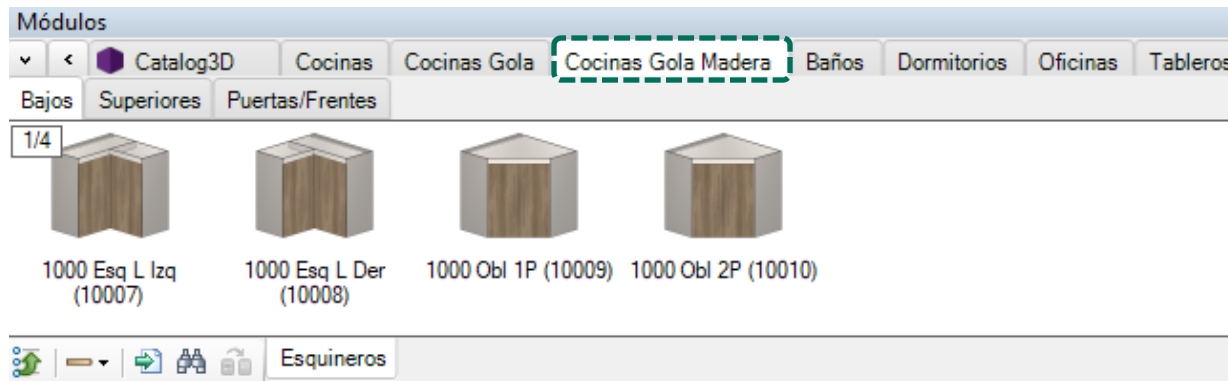 Módulos
Catalog3D Cocinas Cocinas Gola Cocinas Gola Madera Baños Dormitorios Oficinas Tableros
Bajos Superiores Puertas/Frentes
1/4
1000 Esq L Izq 1000 Esq L Der 1000 Obl 1P (10009) 1000 Obl 2P (10010)
(10007) (10008)
Esquineros